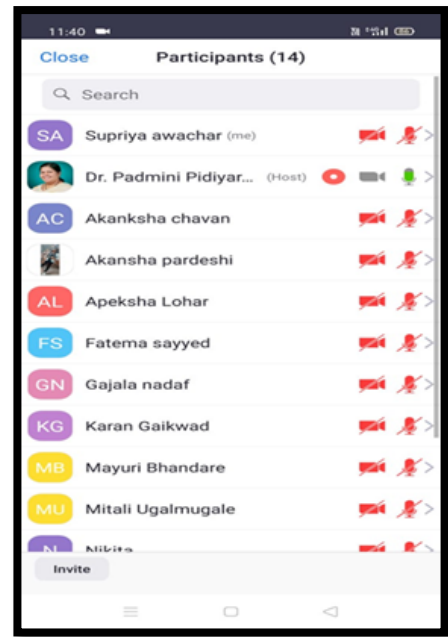 11:40
Close Participants (14)
Search
SA Supriya awachar (me)
Dr. Padmini Pidiyar... (Host)
AC Akanksha chavan
Akansha pardeshi
AL Apeksha Lohar
FS Fatema sayyed
GN Gajala nadaf
KG Karan Gaikwad
MB Mayuri Bhandare
MU Mitali Ugalmugale
N Nikita
Invite